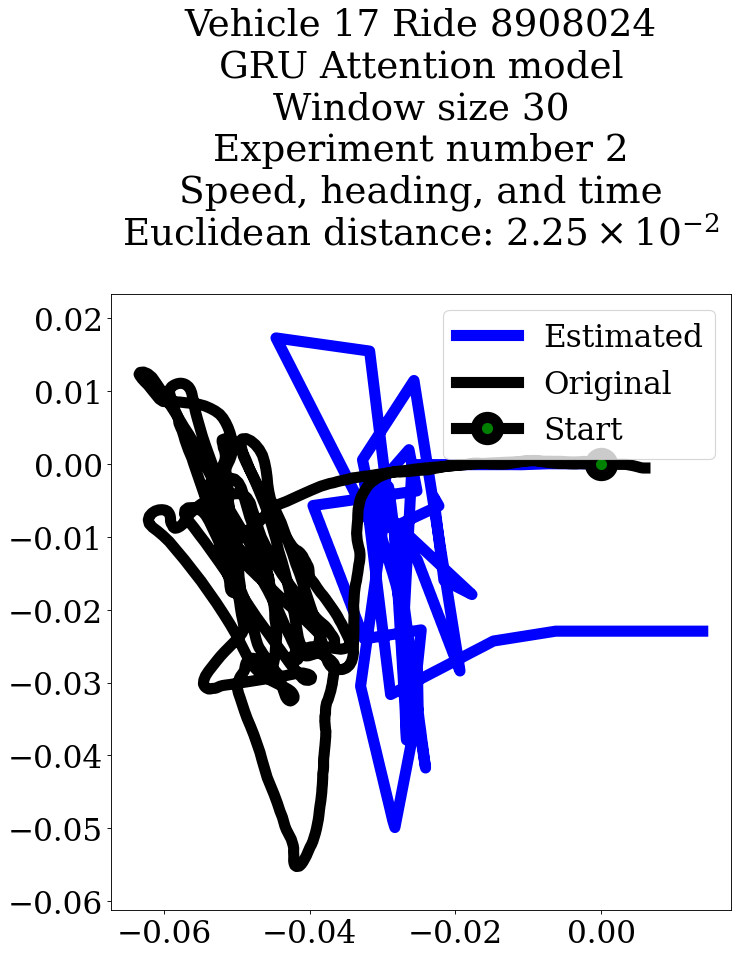 Vehicle 17 Ride 8908024
GRU Attention model
Window size 30
Experiment number 2
Speed, heading, and time
Euclidean distance: 2.25 × 10⁻²
Estimated
Original
Start
0.02
0.01
0.00
−0.01
−0.02
−0.03
−0.04
−0.05
−0.06
−0.06 −0.04 −0.02 0.00